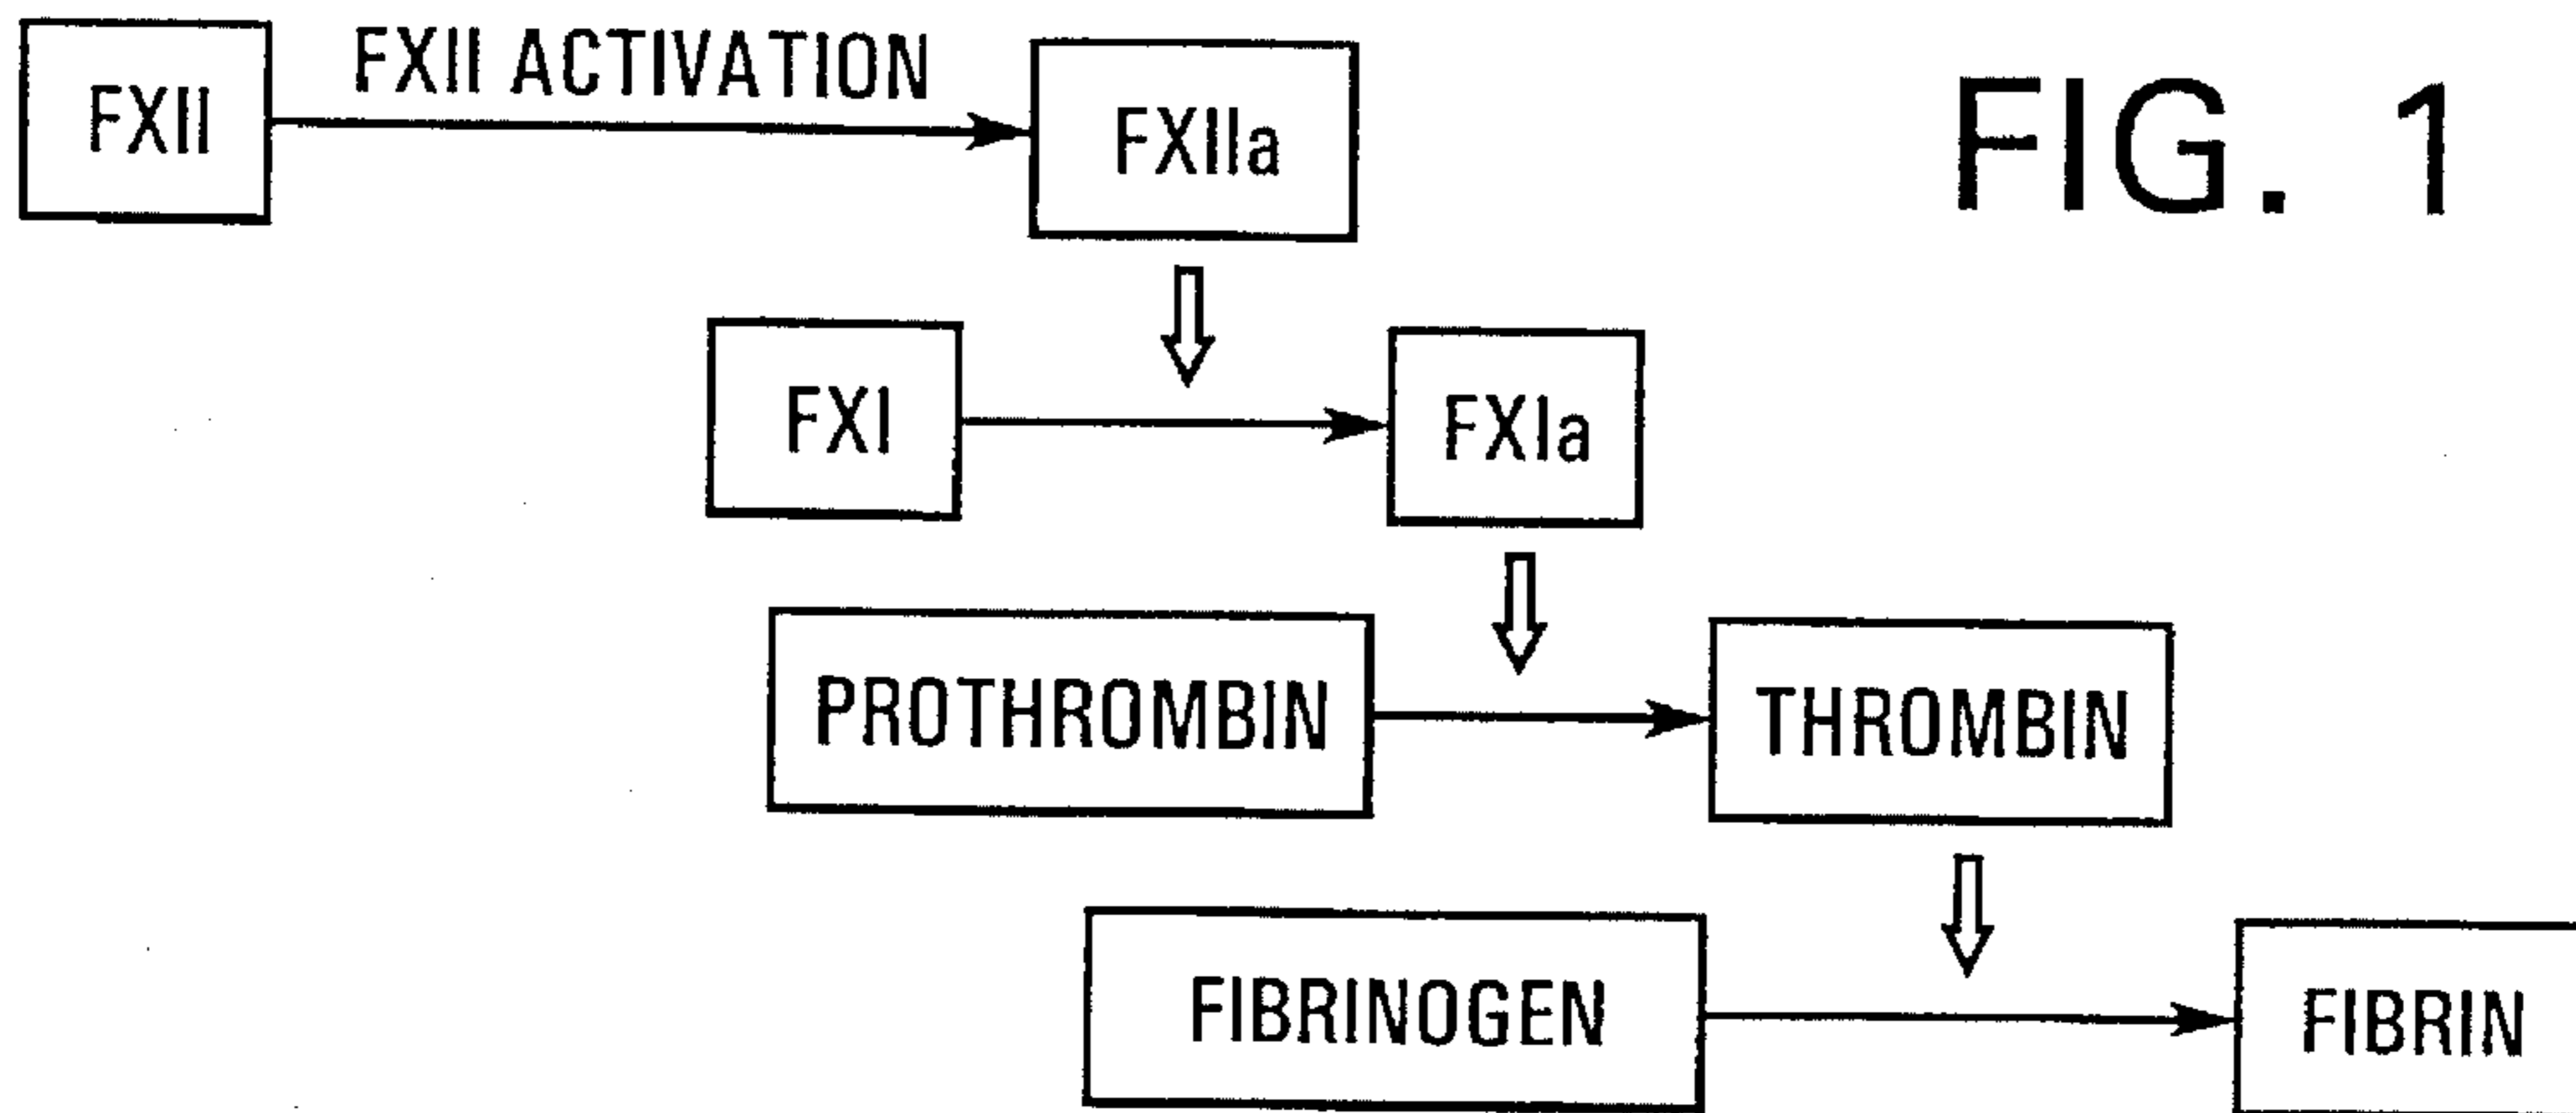 FXII ACTIVATION
FIG. 1
FXII
FXIIa
FXI
FXIa
PROTHROMBIN
THROMBIN
FIBRINOGEN
FIBRIN